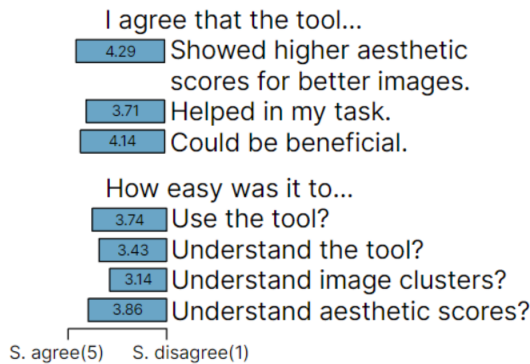 I agree that the tool...
4.29 Showed higher aesthetic
scores for better images.
3.71 Helped in my task.
4.14 Could be beneficial.
How easy was it to...
3.74 Use the tool?
3.43 Understand the tool?
3.14 Understand image clusters?
3.86 Understand aesthetic scores?
S. agree(5) S. disagree(1)